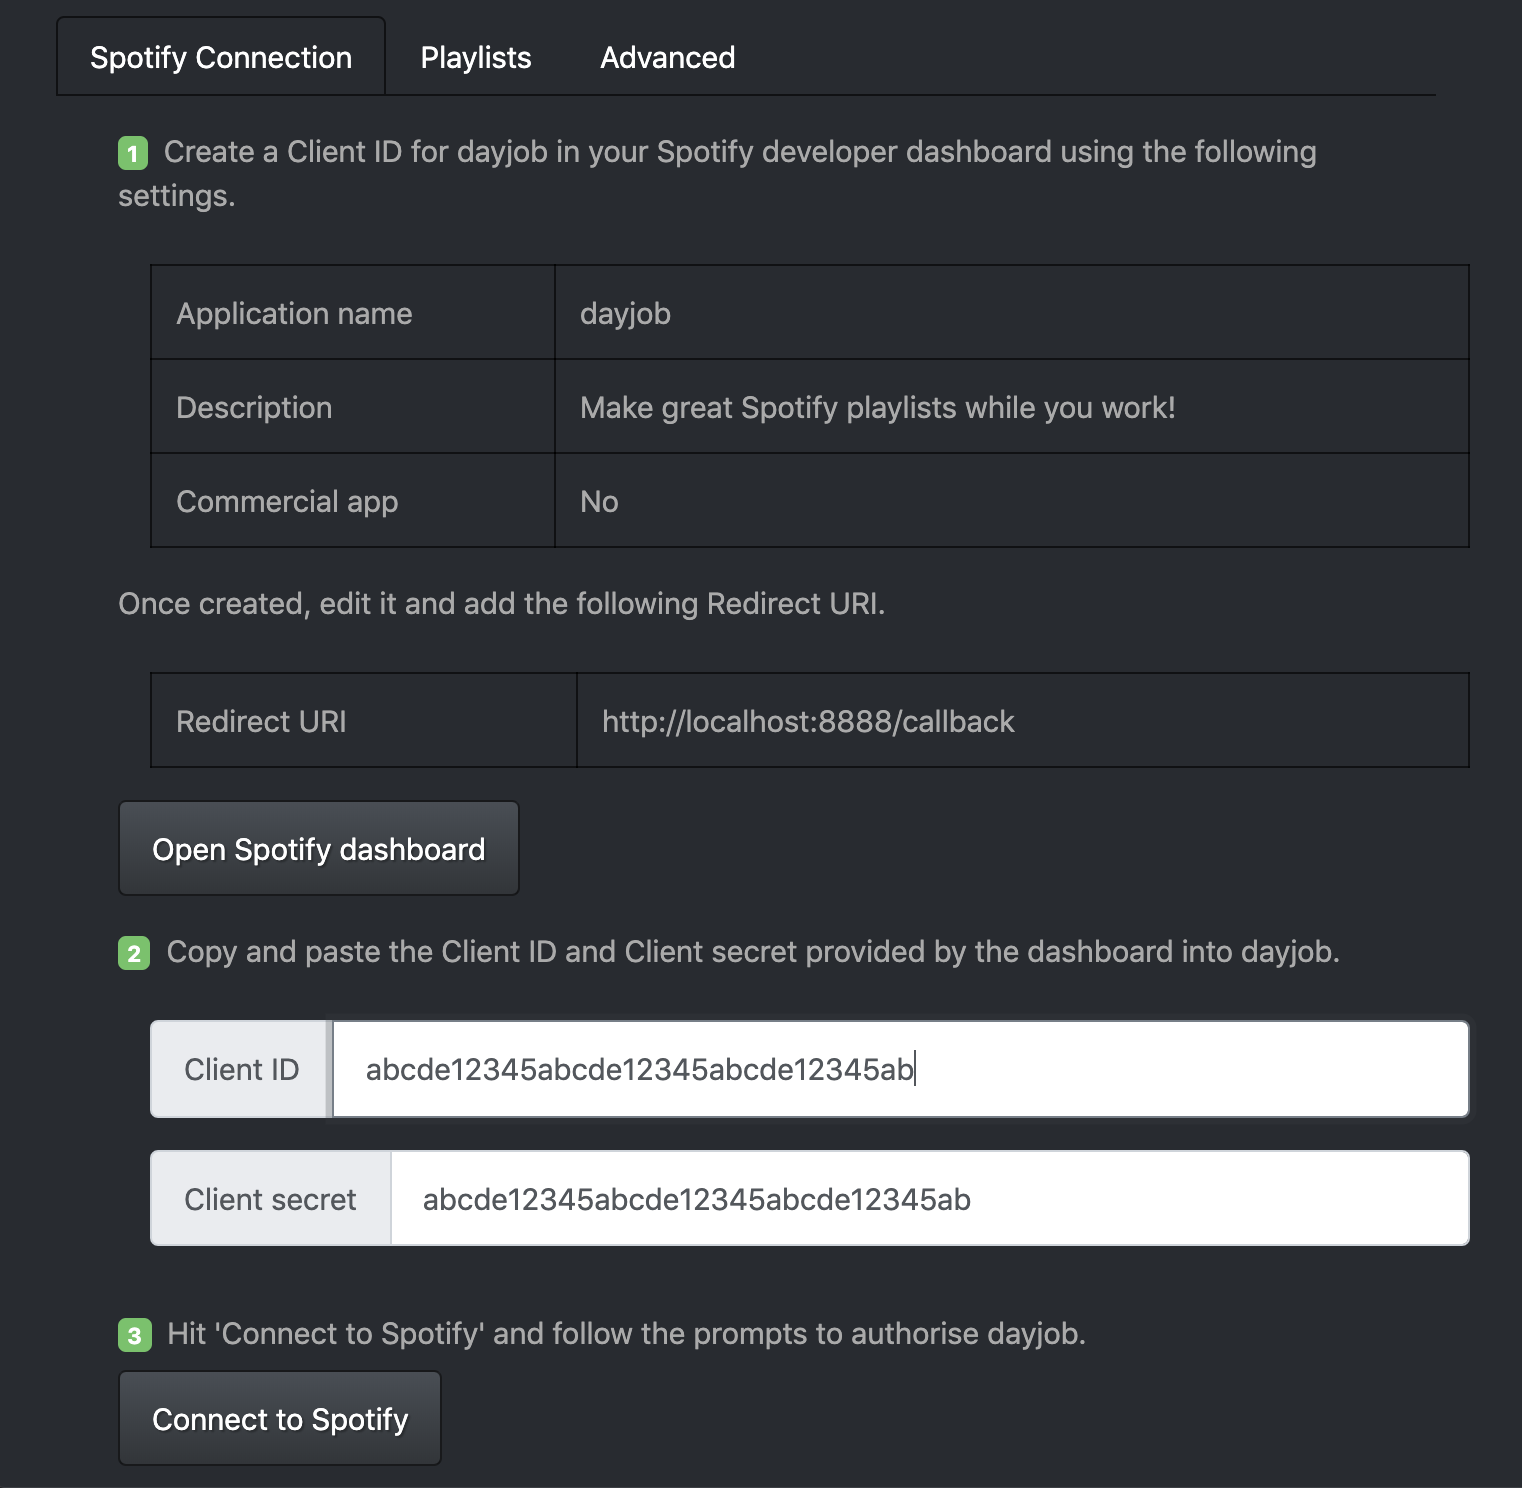 Spotify Connection Playlists Advanced
1 Create a Client ID for dayjob in your Spotify developer dashboard using the following
settings.
Application name dayjob
Description Make great Spotify playlists while you work!
Commercial app No
Once created, edit it and add the following Redirect URI.
Redirect URI http://localhost:8888/callback
Open Spotify dashboard
2 Copy and paste the Client ID and Client secret provided by the dashboard into dayjob.
Client ID abcde12345abcde12345abcde12345ab
Client secret abcde12345abcde12345abcde12345ab
3 Hit 'Connect to Spotify' and follow the prompts to authorise dayjob.
Connect to Spotify